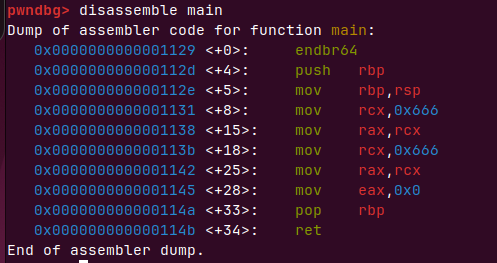 pwndbg> disassemble main
Dump of assembler code for function main:
0x0000000000001129 <+0>: endbr64
0x000000000000112d <+4>: push rbp
0x000000000000112e <+5>: mov rbp,rsp
0x0000000000001131 <+8>: mov rcx,0x666
0x0000000000001138 <+15>: mov rax,rcx
0x000000000000113b <+18>: mov rcx,0x666
0x0000000000001142 <+25>: mov rax,rcx
0x0000000000001145 <+28>: mov eax,0x0
0x000000000000114a <+33>: pop rbp
0x000000000000114b <+34>: ret
End of assembler dump.